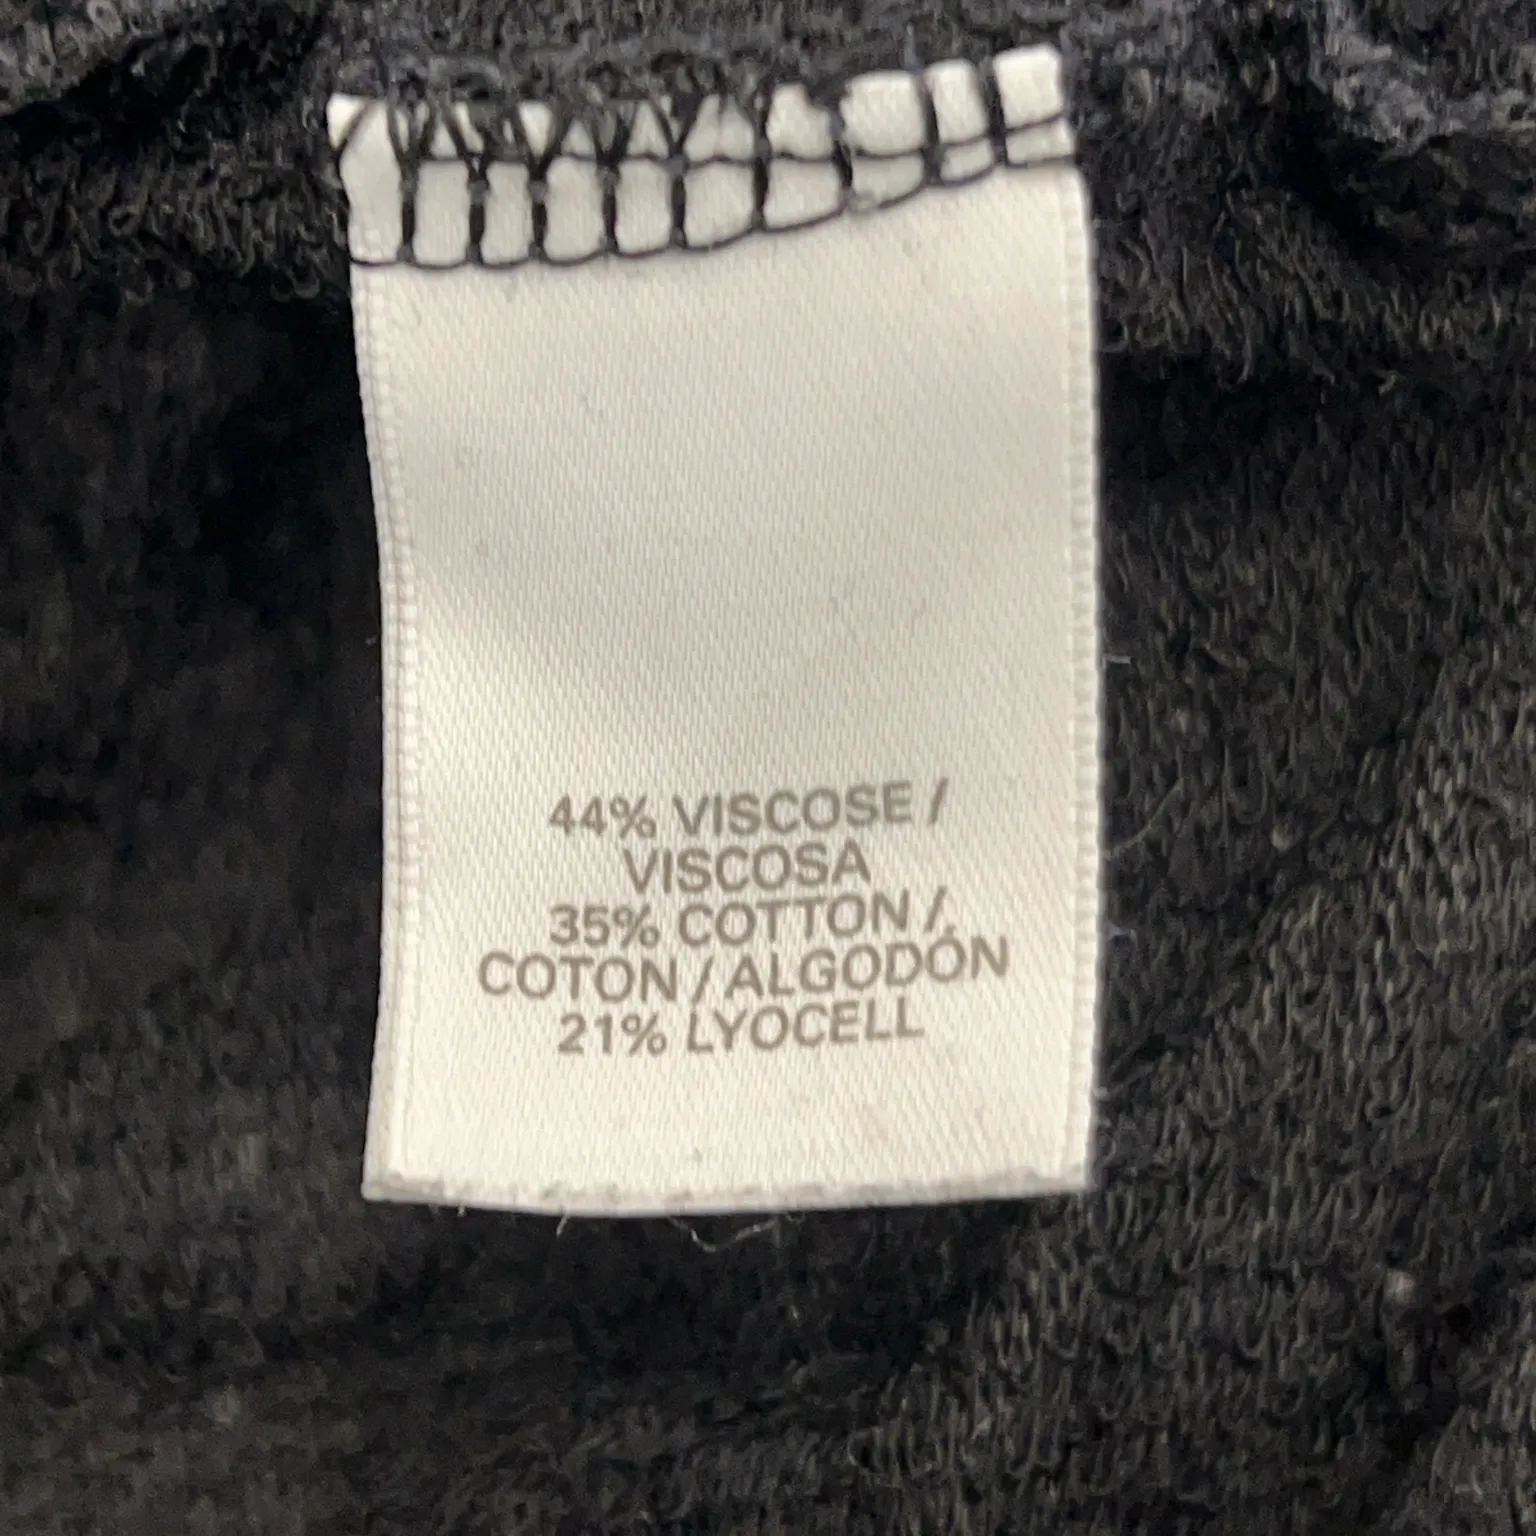 44% VISCOSE /
VISCOSA
35% COTTON /
COTON / ALGODÓN
21% LYOCELL